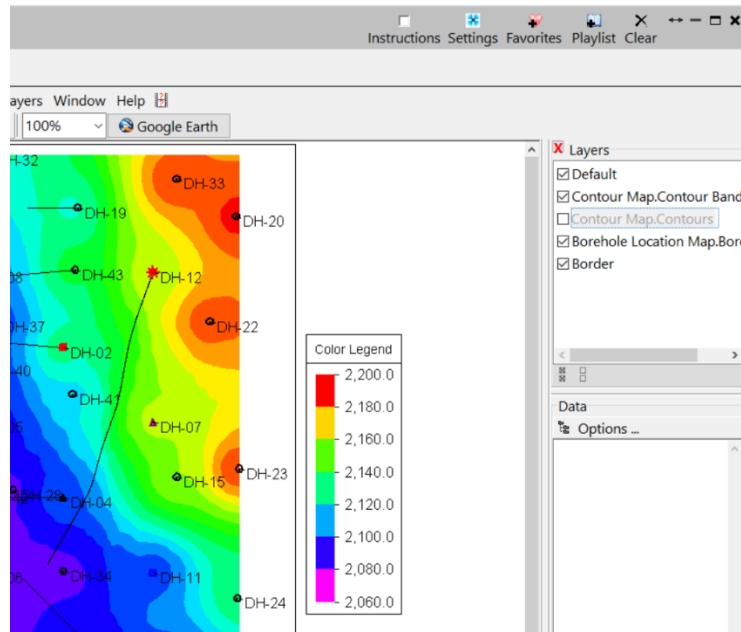 Instructions Settings Favorites Playlist Clear
ayers Window Help
100% Google Earth
Layers
Default
Contour Map.Contour Band
Contour Map.Contours
Borehole Location Map.Bor
Border
H-32
DH-33
DH-19
DH-20
DH-43
DH-12
H-37
DH-22
DH-02
40
DH-41
DH-07
DH-23
DH-15
DH-28
DH-04
DH-34
DH-11
06
DH-24
Color Legend
2,200.0
2,180.0
2,160.0
2,140.0
2,120.0
2,100.0
2,080.0
2,060.0
Data
Options ...